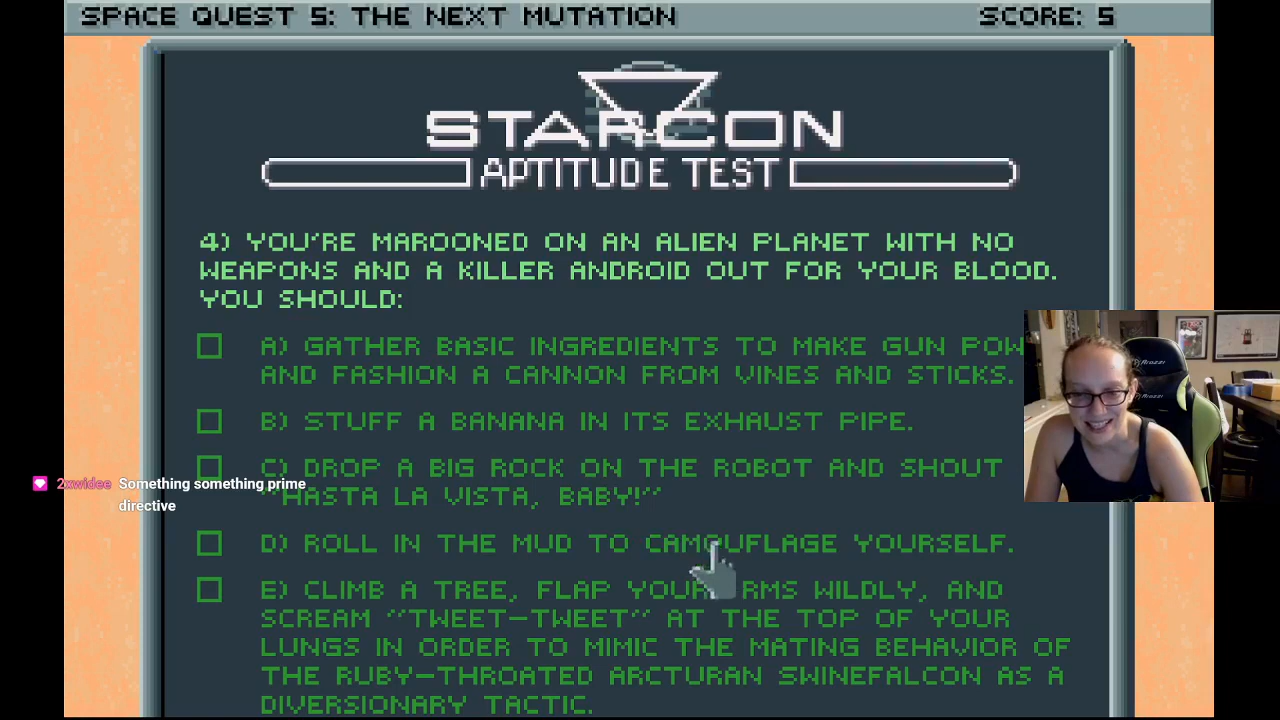 SPACE QUEST 5: THE NEXT MUTATION SCORE: 5
STARCON
APTITUDE TEST
4) YOU'RE MAROONED ON AN ALIEN PLANET WITH NO
WEAPONS AND A KILLER ANDROID OUT FOR YOUR BLOOD.
YOU SHOULD:
A) GATHER BASIC INGREDIENTS TO MAKE GUN POW
AND FASHION A CANNON FROM VINES AND STICKS.
B) STUFF A BANANA IN ITS EXHAUST PIPE.
C) DROP A BIG ROCK ON THE ROBOT AND SHOUT
"HASTA LA VISTA, BABY!"
2xwidee Something something prime
directive
D) ROLL IN THE MUD TO CAMOUFLAGE YOURSELF.
E) CLIMB A TREE, FLAP YOUR RMS WILDLY, AND
SCREAM "TWEET-TWEET" AT THE TOP OF YOUR
LUNGS IN ORDER TO MIMIC THE MATING BEHAVIOR OF
THE RUBY-THROATED ARCTURAN SWINEFALCON AS A
DIVERSIONARY TACTIC.
Arozzi